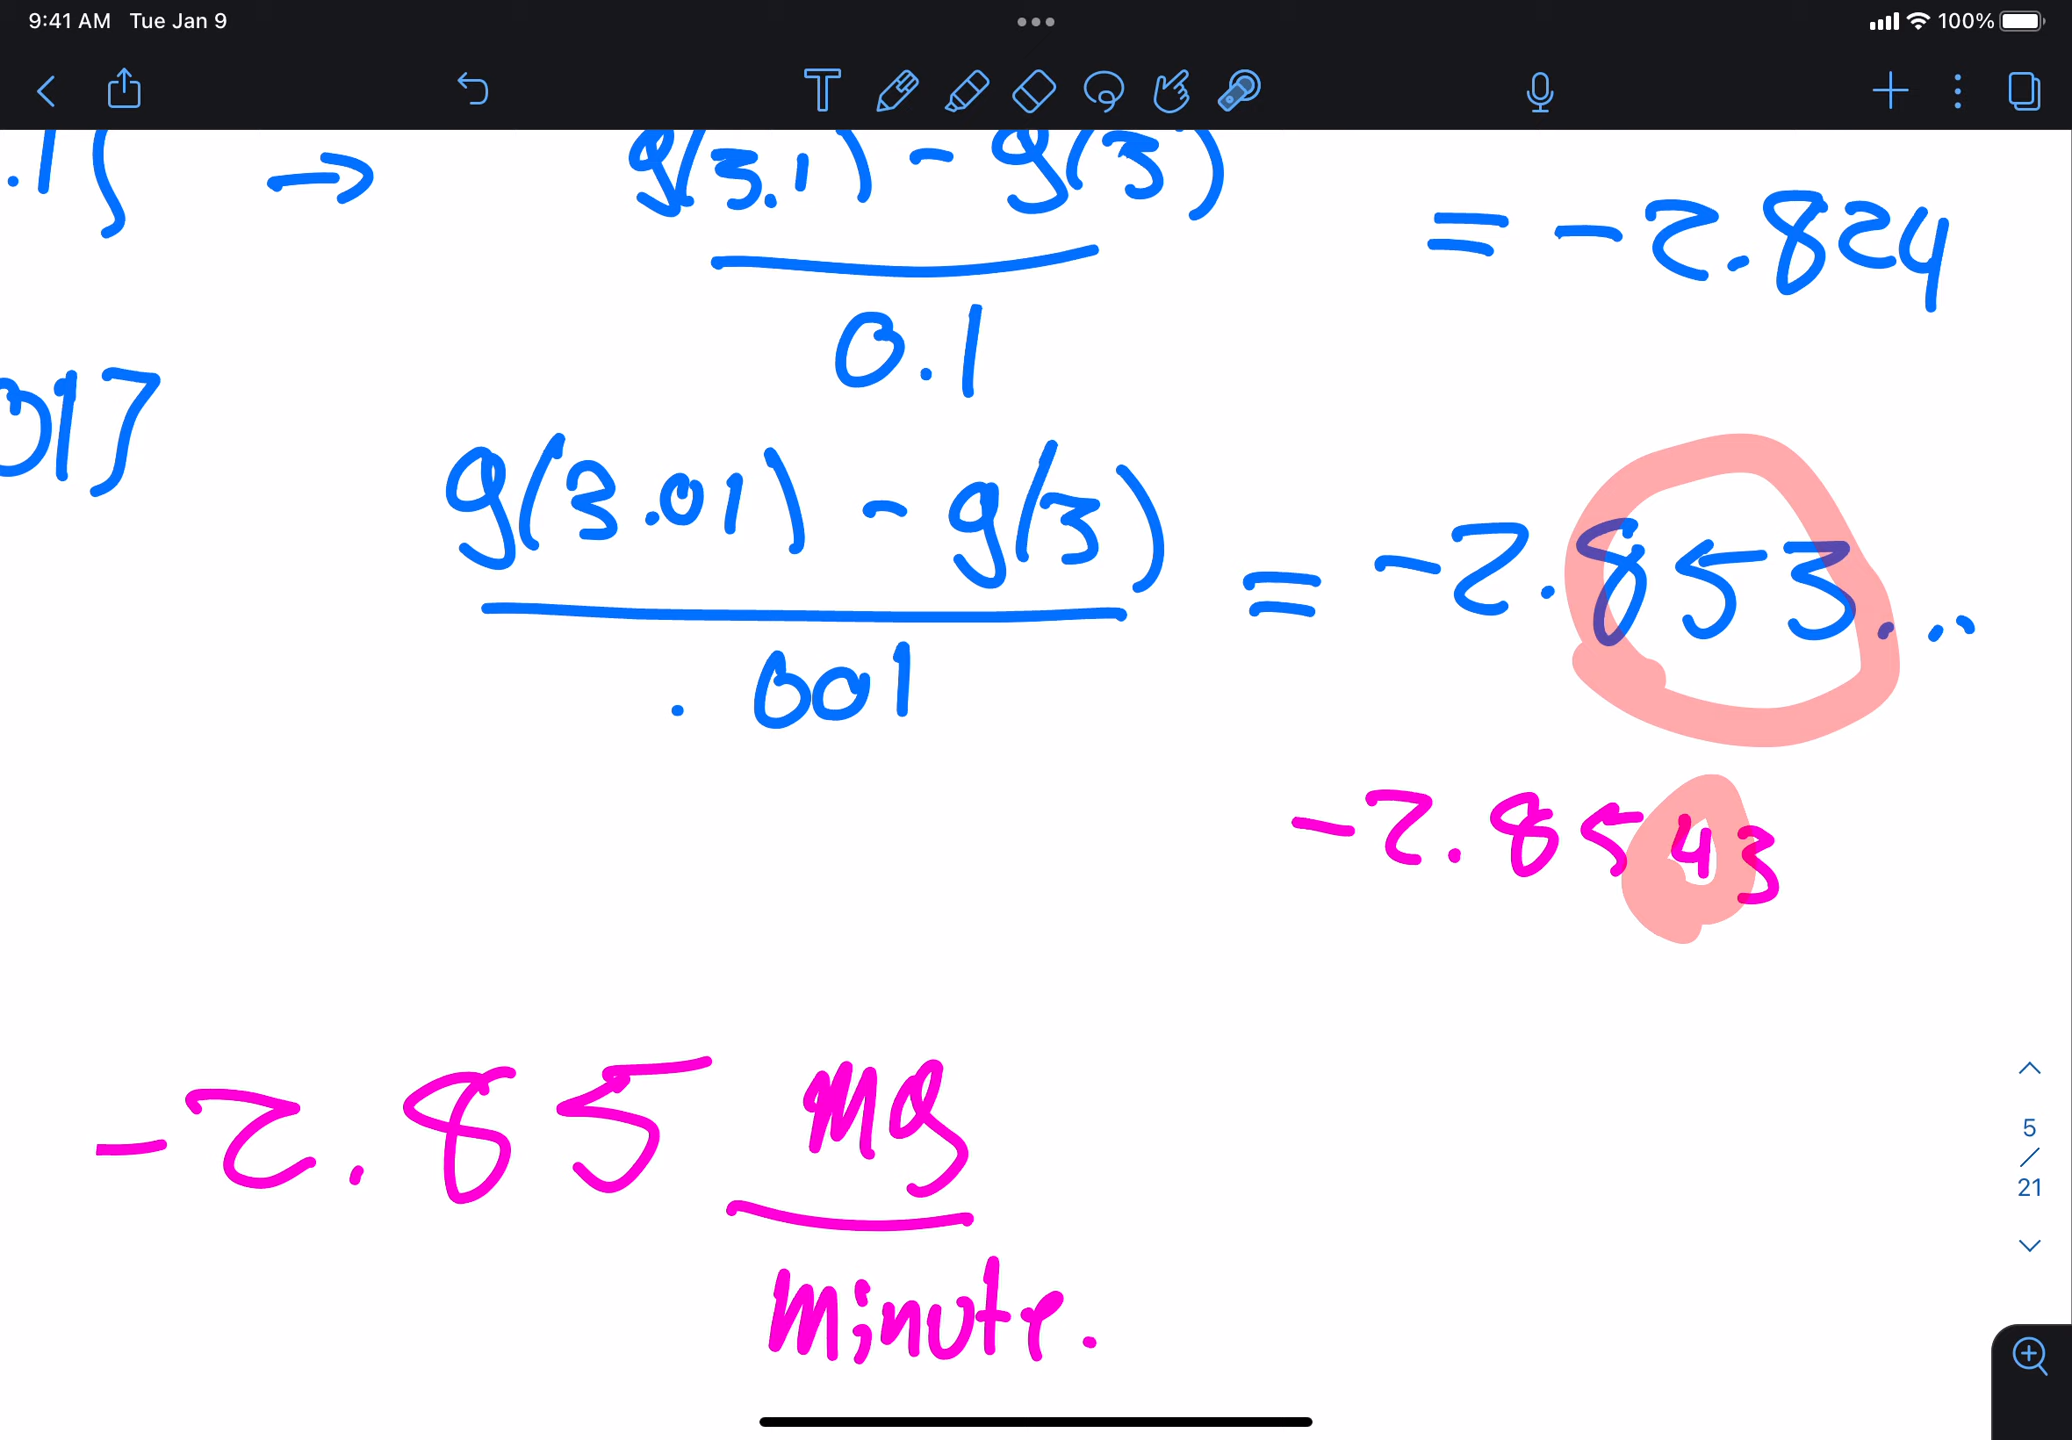 9:41 AM Tue Jan 9
100%
g(3.1) - g(3)
= -2.824
0.1
g(3.01) - g(3)
= -2.853...
.001
-2.8543
-2.85 mg
minute.
5
/
21